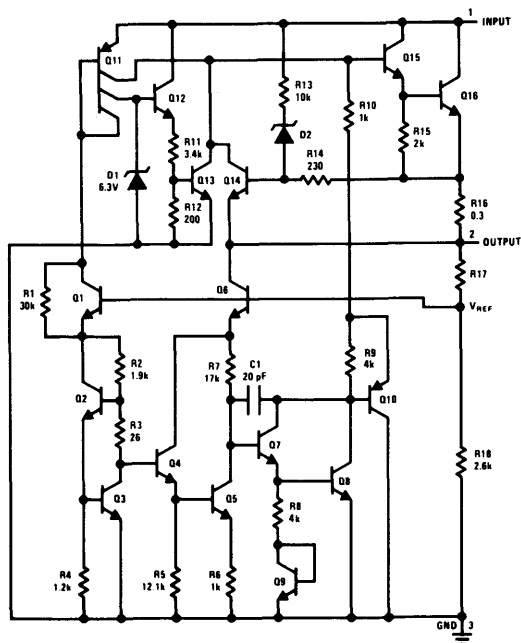 1
INPUT
Q11
Q15
Q12
Q16
R13
10k
R10
1k
R11
3.4k
D2
R15
2k
D1
6.3V
R14
230
Q13
Q14
R12
200
R16
0.3
2
OUTPUT
R1
30k
Q1
Q6
R17
VREF
R2
1.9k
R7
17k
C1
20 pF
R9
4k
Q2
Q10
R3
26
Q7
Q4
R18
2.6k
Q3
Q5
Q8
R8
4k
R4
1.2k
R5
12.1k
R6
1k
Q9
GND
3